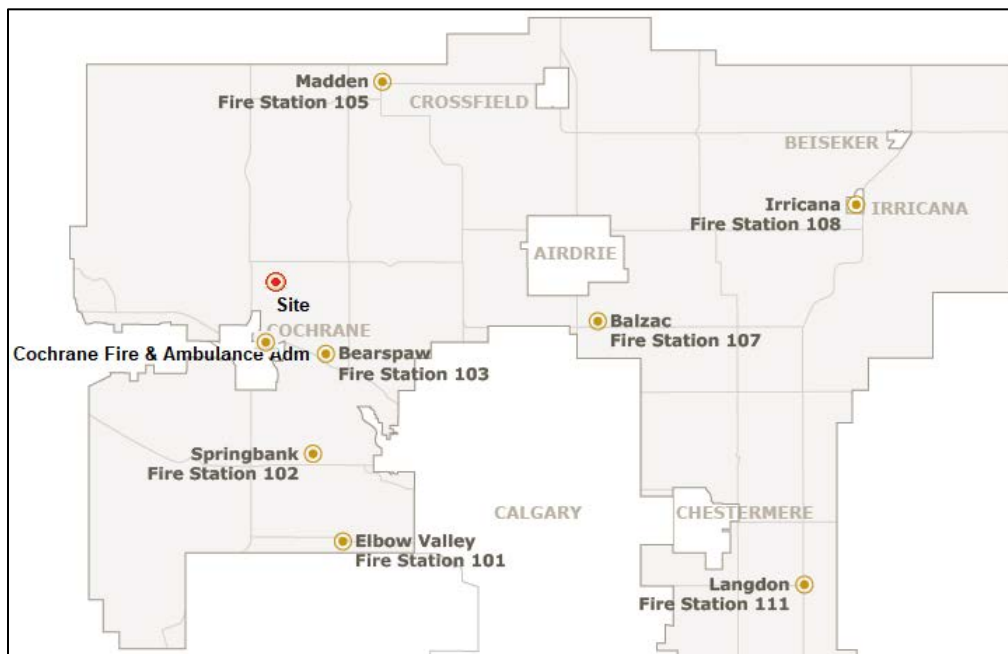 Madden
Fire Station 105
CROSSFIELD
BEISEKER
Irricana
Fire Station 108
IRRICANA
AIRDRIE
Site
COCHRANE
Cochrane Fire & Ambulance Adm
Balzac
Fire Station 107
Bearspaw
Fire Station 103
Springbank
Fire Station 102
CALGARY
CHESTERMERE
Elbow Valley
Fire Station 101
Langdon
Fire Station 111